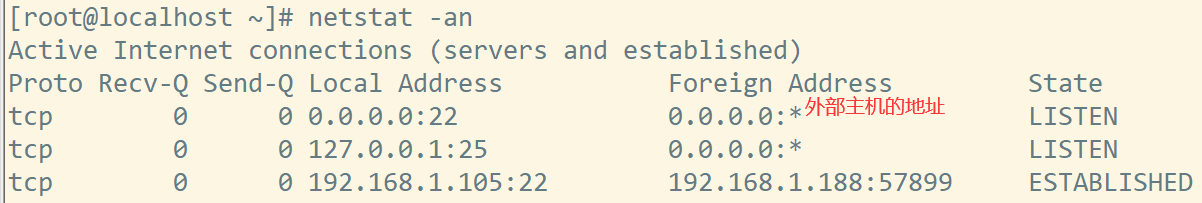 [root@localhost ~]# netstat -an
Active Internet connections (servers and established)
Proto Recv-Q Send-Q Local Address           Foreign Address         State
tcp        0      0 0.0.0.0:22              0.0.0.0:* 外部主机的地址 LISTEN
tcp        0      0 127.0.0.1:25            0.0.0.0:*               LISTEN
tcp        0      0 192.168.1.105:22        192.168.1.188:57899     ESTABLISHED